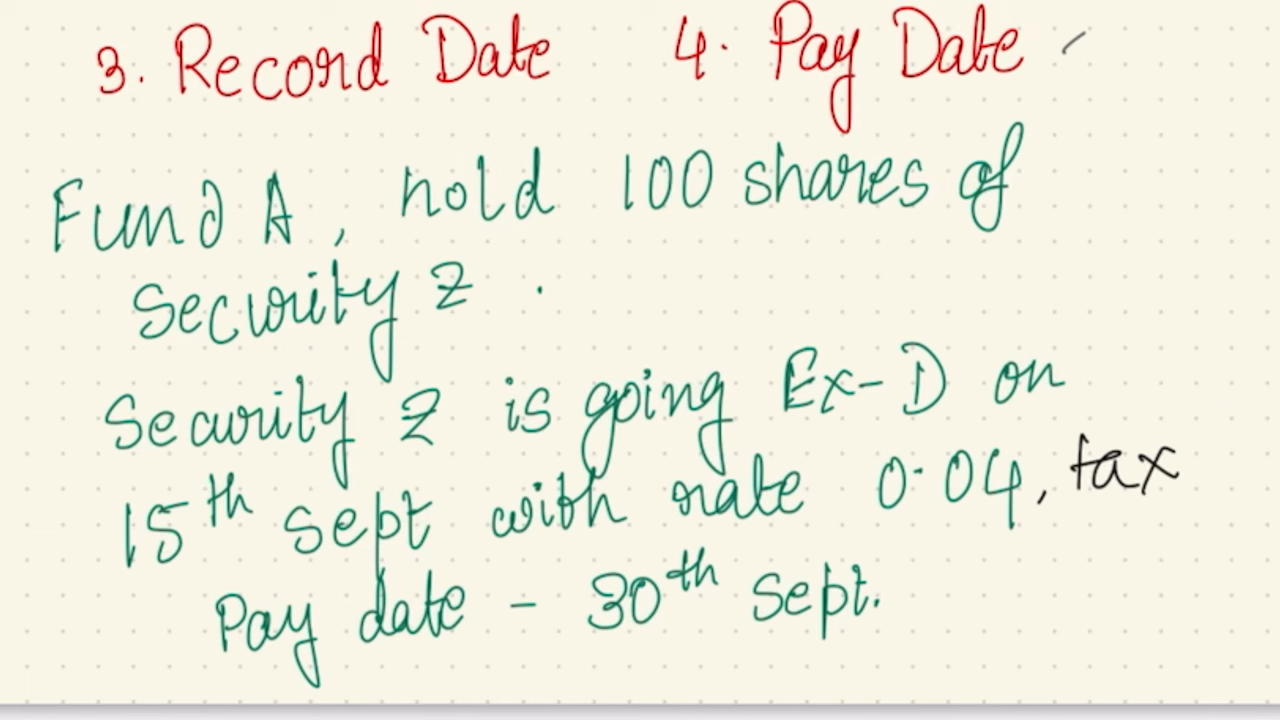 3. Record Date 4. Pay Date
Fund A, hold 100 shares of
Security Z.
Security Z is going Ex-D on
15th Sept with rate 0.04, tax
Pay date - 30th Sept.